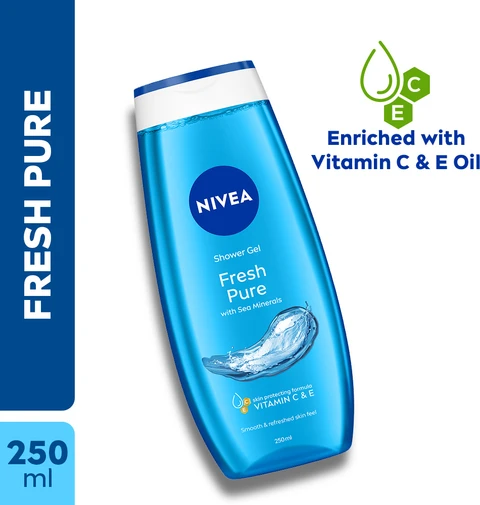 FRESH PURE
250
ml
NIVEA
Shower Gel
Fresh
Pure
with Sea Minerals
C
E
skin protecting formula
VITAMIN C & E
Smooth & refreshed skin feel
250ml
C
E
Enriched with
Vitamin C & E Oil